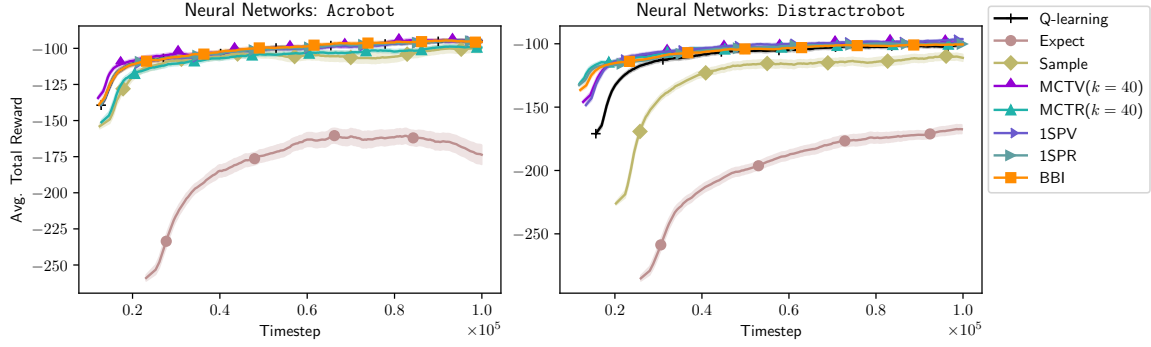 Neural Networks: Acrobot
Avg. Total Reward
−100
−125
−150
−175
−200
−225
−250
0.2
0.4
0.6
0.8
1.0
Timestep
×10⁵
Neural Networks: Distractrobot
−100
−150
−200
−250
0.2
0.4
0.6
0.8
1.0
Timestep
×10⁵
Q-learning
Expect
Sample
MCTV(k = 40)
MCTR(k = 40)
1SPV
1SPR
BBI